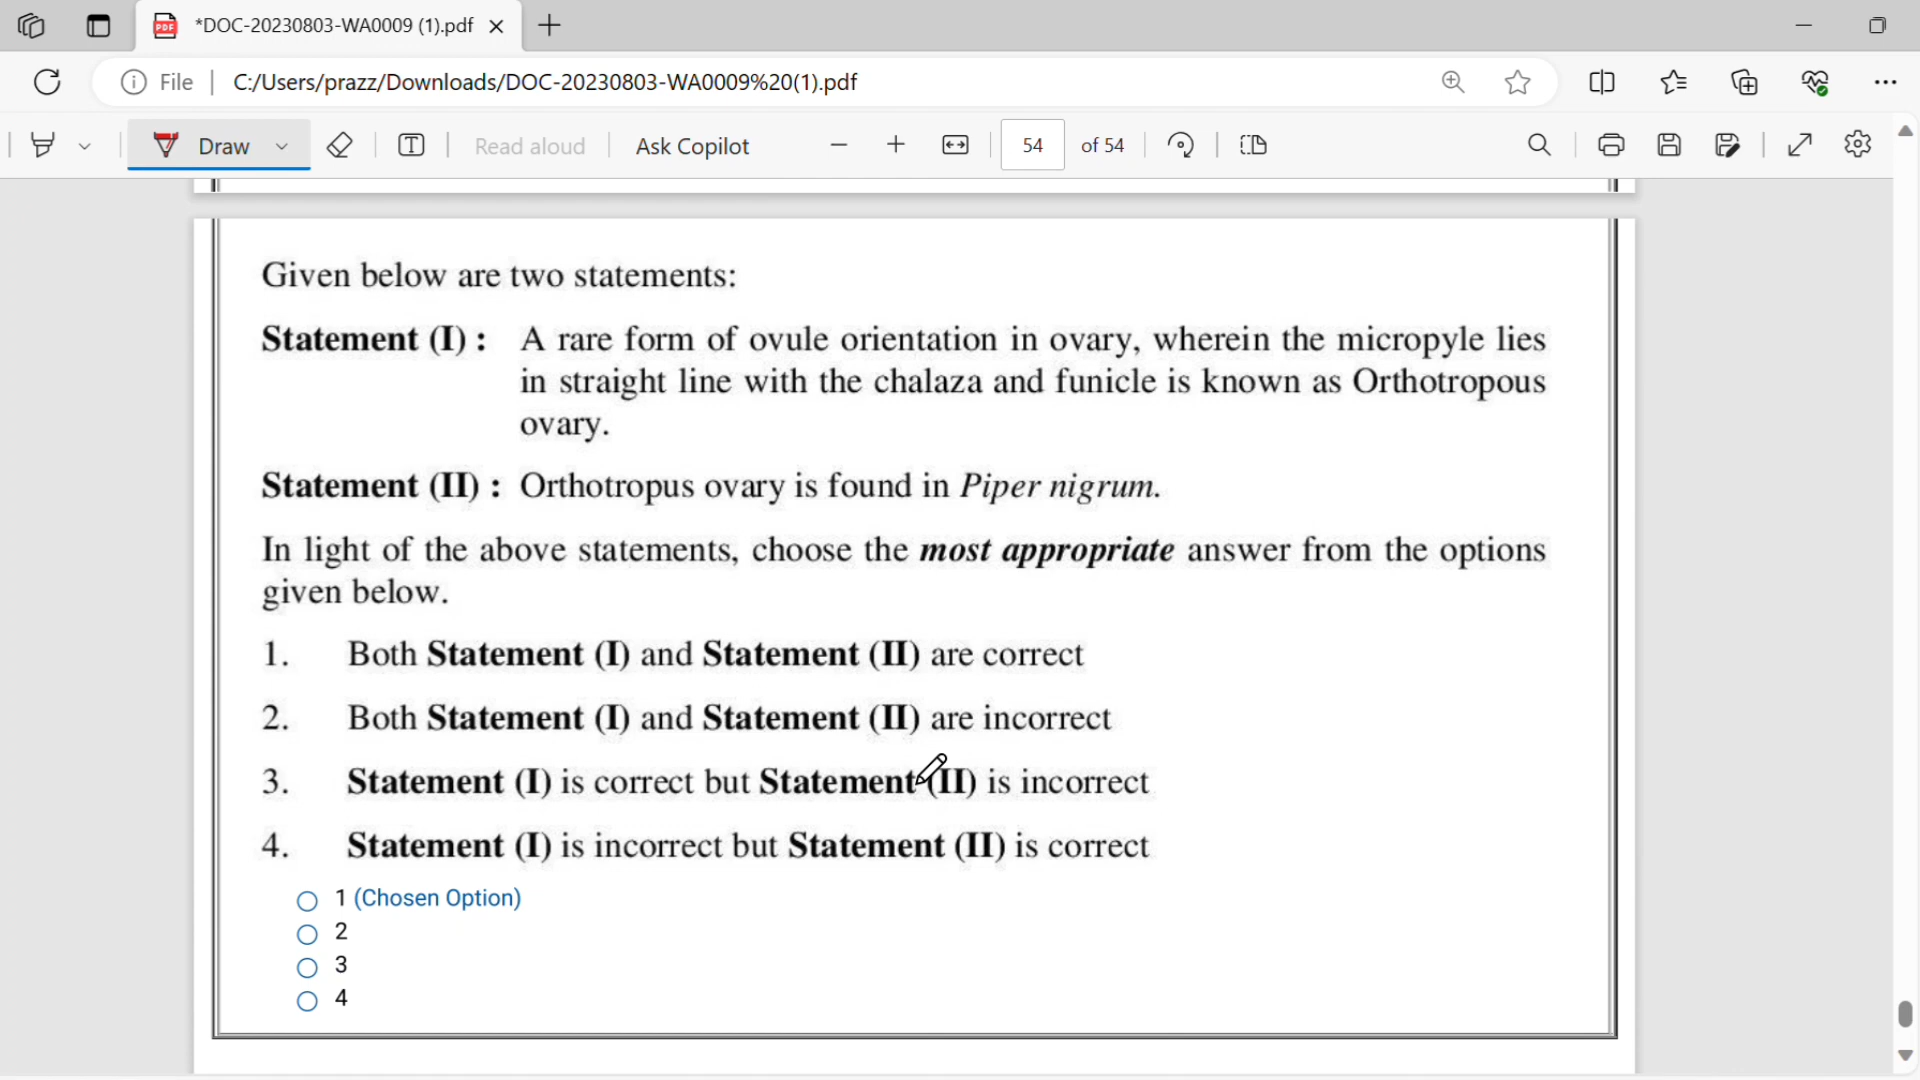 *DOC-20230803-WA0009 (1).pdf
File
C:/Users/prazz/Downloads/DOC-20230803-WA0009%20(1).pdf
Draw
Read aloud
Ask Copilot
54
of 54
Given below are two statements:
Statement (I) : A rare form of ovule orientation in ovary, wherein the micropyle lies
in straight line with the chalaza and funicle is known as Orthotropous
ovary.
Statement (II) : Orthotropus ovary is found in Piper nigrum.
In light of the above statements, choose the most appropriate answer from the options
given below.
1. Both Statement (I) and Statement (II) are correct
2. Both Statement (I) and Statement (II) are incorrect
3. Statement (I) is correct but Statement (II) is incorrect
4. Statement (I) is incorrect but Statement (II) is correct
1 (Chosen Option)
2
3
4